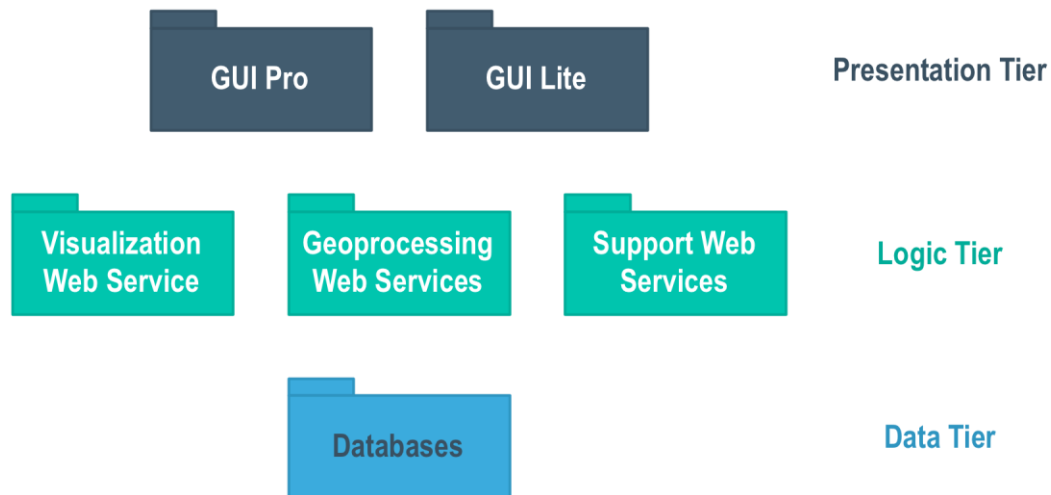 GUI Pro
GUI Lite
Presentation Tier
Visualization
Web Service
Geoprocessing
Web Services
Support Web
Services
Logic Tier
Databases
Data Tier